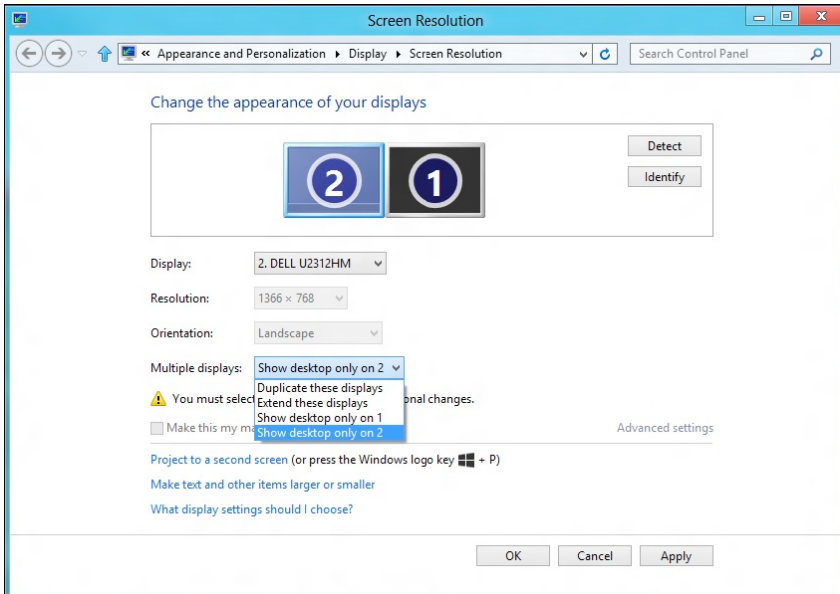 Screen Resolution
« Appearance and Personalization ▸ Display ▸ Screen Resolution
Search Control Panel
Change the appearance of your displays
2
1
Detect
Identify
Display: 2. DELL U2312HM
Resolution: 1366 × 768
Orientation: Landscape
Multiple displays: Show desktop only on 2
Duplicate these displays
Extend these displays
Show desktop only on 1
Show desktop only on 2
You must select onal changes.
Make this my ma
Advanced settings
Project to a second screen (or press the Windows logo key + P)
Make text and other items larger or smaller
What display settings should I choose?
OK Cancel Apply